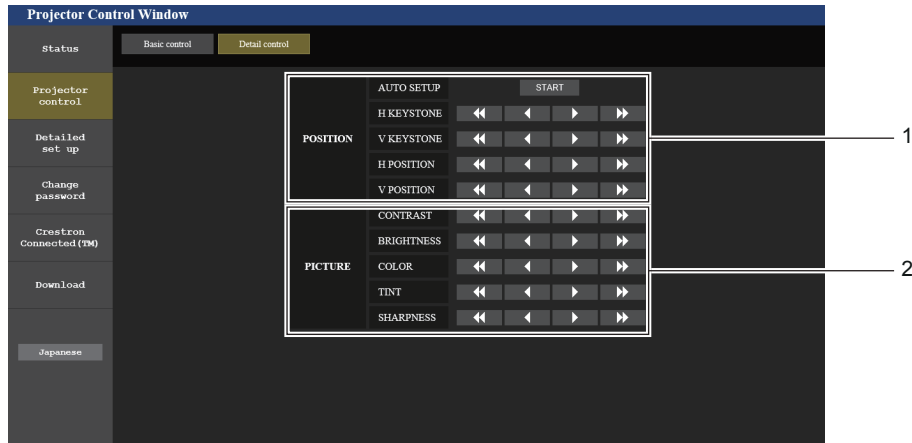 Projector Control Window
Status
Basic control
Detail control
Projector
control
Detailed
set up
Change
password
Crestron
Connected(TM)
Download
Japanese
POSITION
AUTO SETUP
START
H KEYSTONE
V KEYSTONE
H POSITION
V POSITION
1
PICTURE
CONTRAST
BRIGHTNESS
COLOR
TINT
SHARPNESS
2